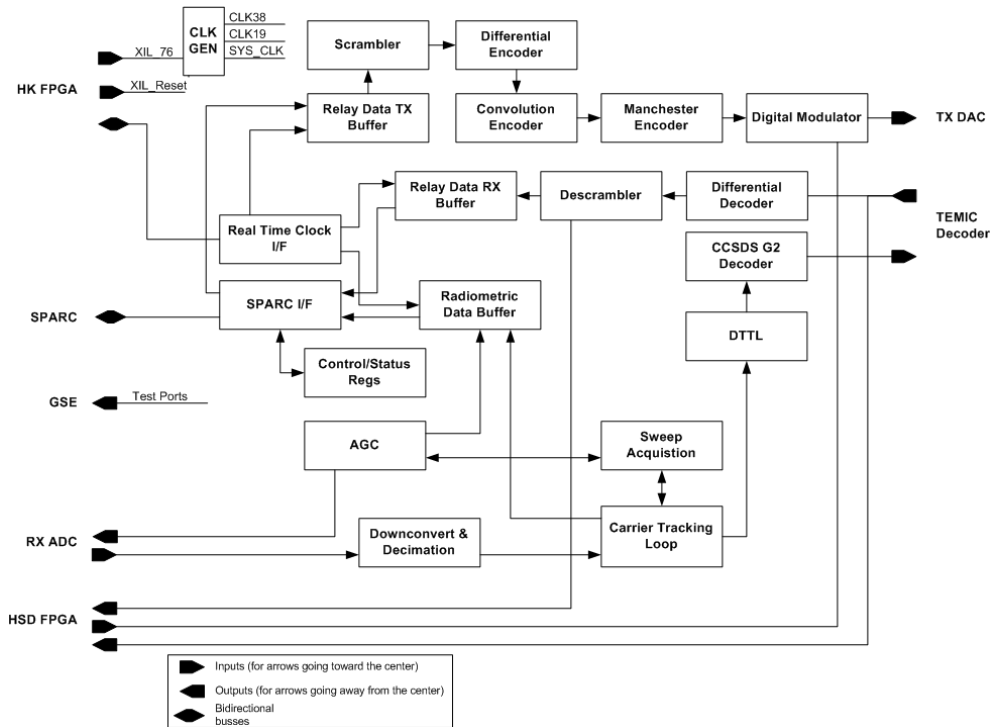 CLK38
CLK
GEN
CLK19
SYS_CLK
XIL_76
HK FPGA
XIL_Reset
Scrambler
Differential
Encoder
Relay Data TX
Buffer
Convolution
Encoder
Manchester
Encoder
Digital Modulator
TX DAC
Relay Data RX
Buffer
Descrambler
Differential
Decoder
TEMIC
Decoder
Real Time Clock
I/F
CCSDS G2
Decoder
SPARC
SPARC I/F
Radiometric
Data Buffer
DTTL
Control/Status
Regs
GSE
Test Ports
AGC
Sweep
Acquistion
RX ADC
Downconvert &
Decimation
Carrier Tracking
Loop
HSD FPGA
Inputs (for arrows going toward the center)
Outputs (for arrows going away from the center)
Bidirectional
busses